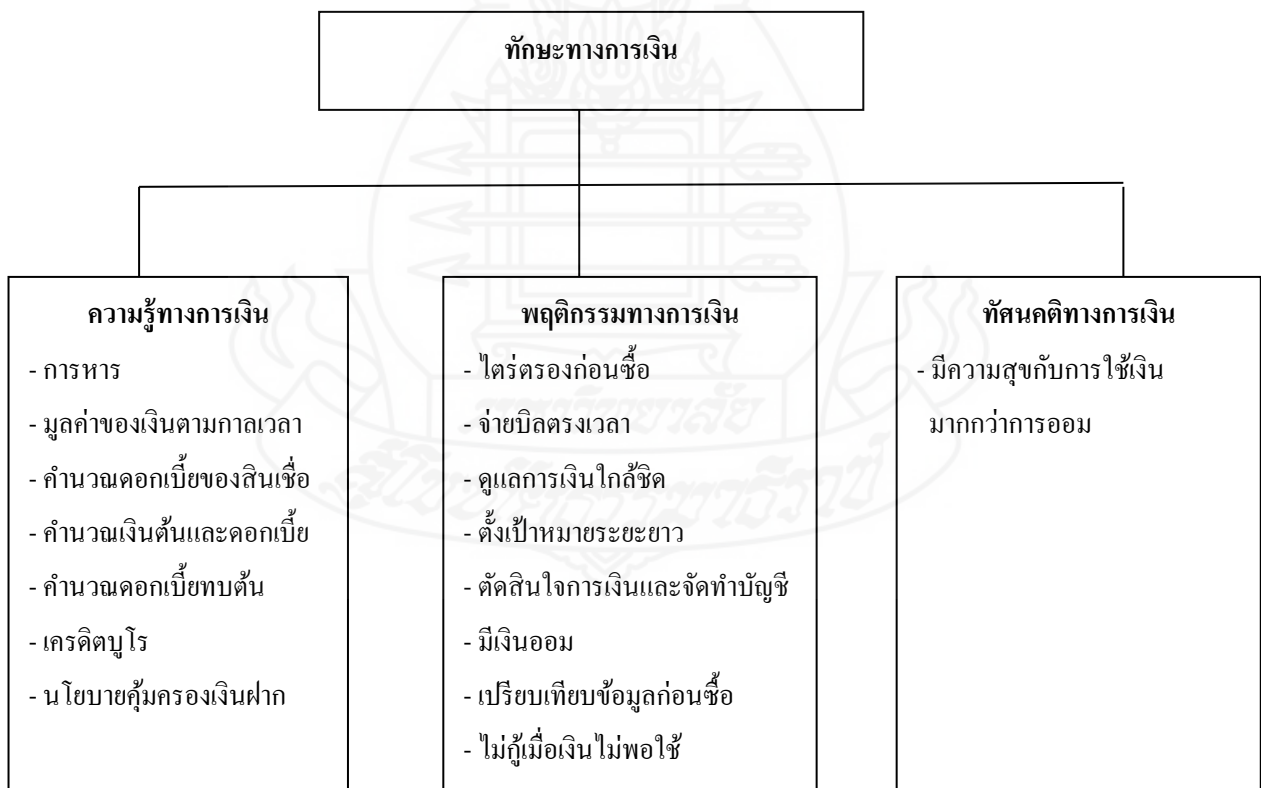 ทักษะทางการเงิน
ความรู้ทางการเงิน
- การหาร
- มูลค่าของเงินตามกาลเวลา
- คำนวณดอกเบี้ยของสินเชื่อ
- คำนวณเงินต้นและดอกเบี้ย
- คำนวณดอกเบี้ยทบต้น
- เครดิตบูโร
- นโยบายคุ้มครองเงินฝาก
พฤติกรรมทางการเงิน
- ไตร่ตรองก่อนซื้อ
- จ่ายบิลตรงเวลา
- ดูแลการเงินใกล้ชิด
- ตั้งเป้าหมายระยะยาว
- ตัดสินใจการเงินและจัดทำบัญชี
- มีเงินออม
- เปรียบเทียบข้อมูลก่อนซื้อ
- ไม่กู้เมื่อเงินไม่พอใช้
ทัศนคติทางการเงิน
- มีความสุขกับการใช้เงิน
มากกว่าการออม